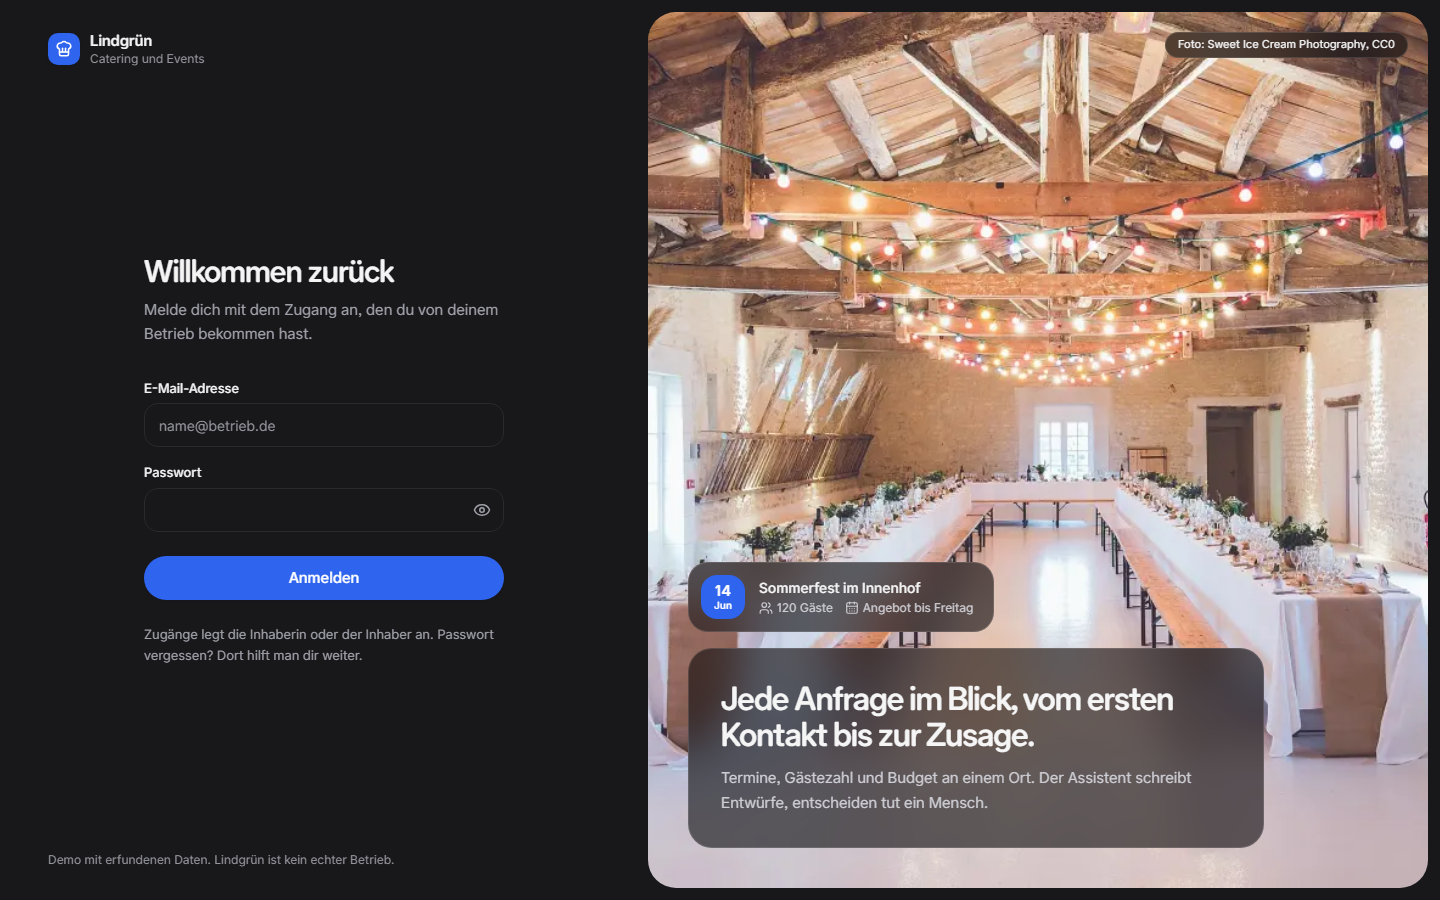 Lindgrün
Catering und Events
Willkommen zurück
Melde dich mit dem Zugang an, den du von deinem
Betrieb bekommen hast.
E-Mail-Adresse
name@betrieb.de
Passwort
Anmelden
Zugänge legt die Inhaberin oder der Inhaber an. Passwort
vergessen? Dort hilft man dir weiter.
Demo mit erfundenen Daten. Lindgrün ist kein echter Betrieb.
Foto: Sweet Ice Cream Photography, CC0
14
Jun
Sommerfest im Innenhof
120 Gäste
Angebot bis Freitag
Jede Anfrage im Blick, vom ersten
Kontakt bis zur Zusage.
Termine, Gästezahl und Budget an einem Ort. Der Assistent schreibt
Entwürfe, entscheiden tut ein Mensch.